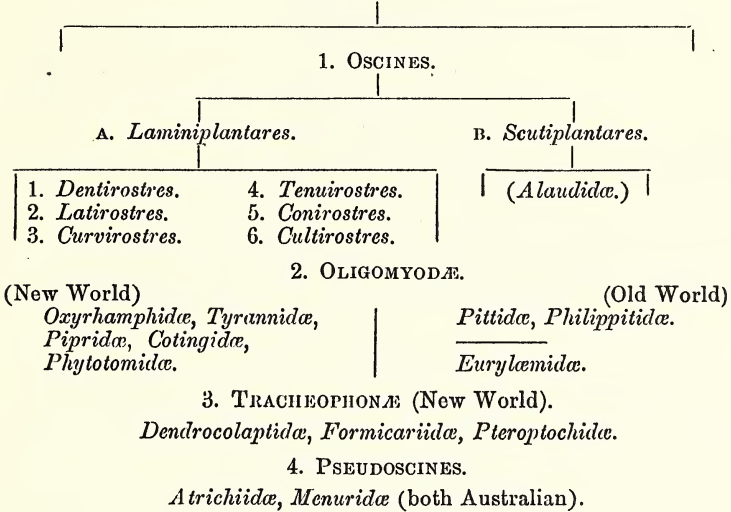 1. OSCINES.
A. Laminiplantares. B. Scutiplantares.
1. Dentirostres. 4. Tenuirostres. (Alaudidæ.)
2. Latirostres. 5. Conirostres.
3. Curvirostres. 6. Cultirostres.
2. OLIGOMYODÆ.
(New World) (Old World)
Oxyrhamphidæ, Tyrannidæ, Pittidæ, Philippitidæ.
Pipridæ, Cotingidæ,
Phytotomidæ. Eurylæmidæ.
3. TRACHEOPHONÆ (New World).
Dendrocolaptidæ, Formicariidæ, Pteroptochidæ.
4. PSEUDOSCINES.
Atrichiidæ, Menuridæ (both Australian).